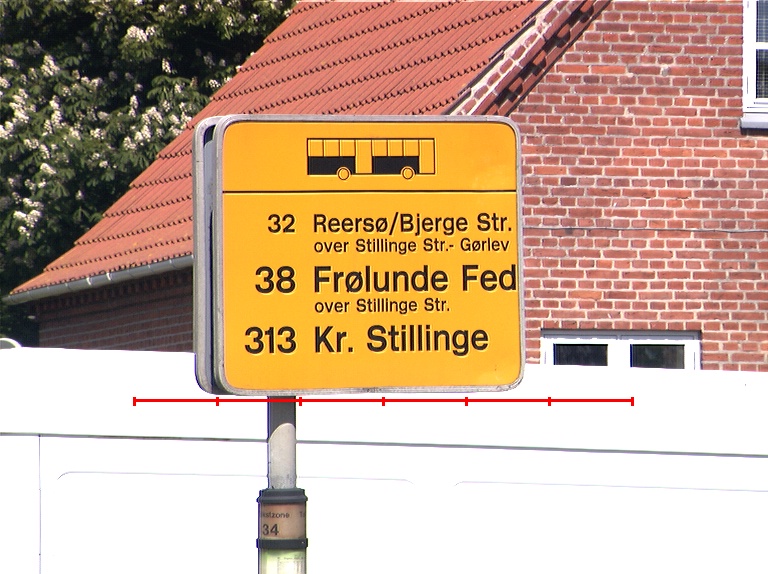 32 Reersø/Bjerge Str.
over Stillinge Str.- Gørlev
38 Frølunde Fed
over Stillinge Str.
313 Kr. Stillinge
34